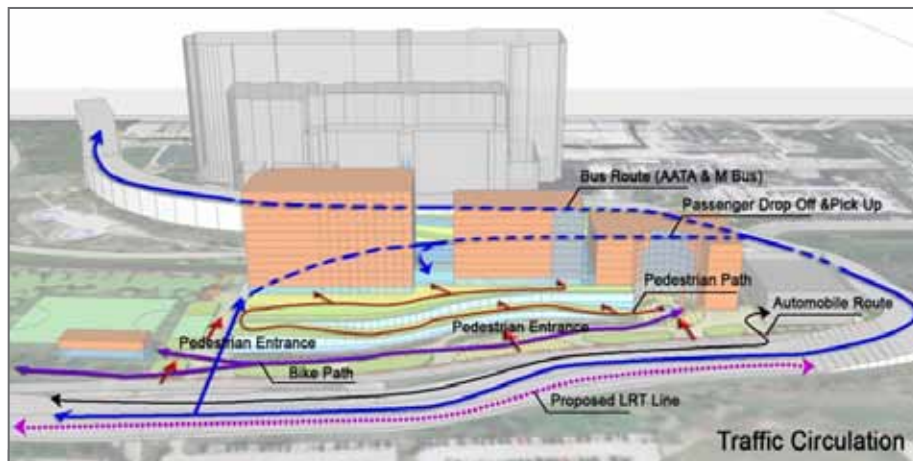 Bus Route (AATA & M Bus)
Passenger Drop Off &Pick Up
Pedestrian Path
Automobile Route
Pedestrian Entrance
Pedestrian Entrance
Bike Path
Proposed LRT Line
Traffic Circulation